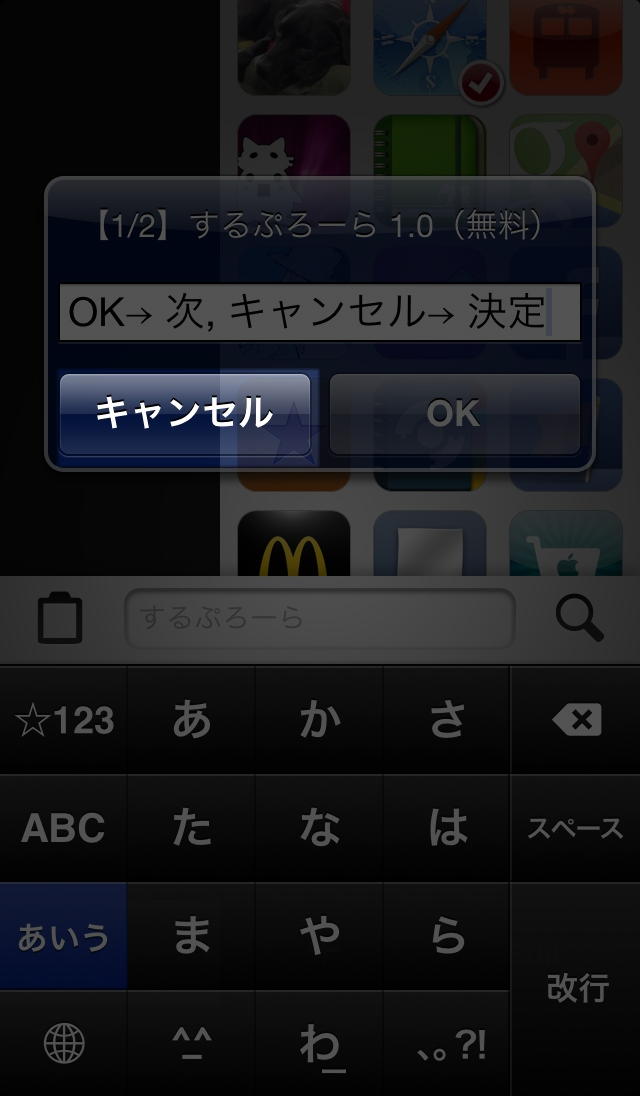 【1/2】するぷろーら 1.0（無料）
OK→ 次, キャンセル→ 決定
キャンセル OK
するぷろーら
☆123 あ か さ
ABC た な は スペース
あいう ま や ら 改行
^_^ わ_ 、。?!